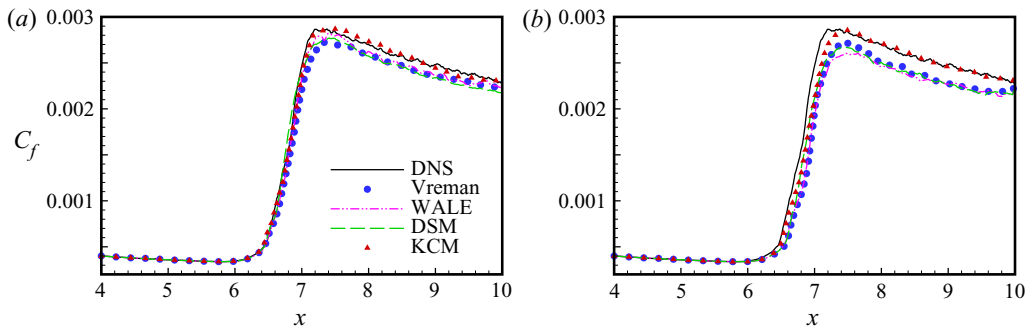 (a)
0.003
0.002
C_f
0.001
DNS
Vreman
WALE
DSM
KCM
4 5 6 7 8 9 10
x
(b)
0.003
0.002
0.001
4 5 6 7 8 9 10
x